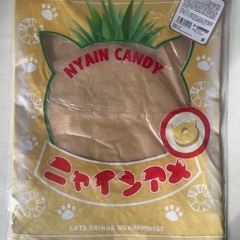 NYAIN CANDY
ニャインアメ
CATS BRINGS US HAPPINESS